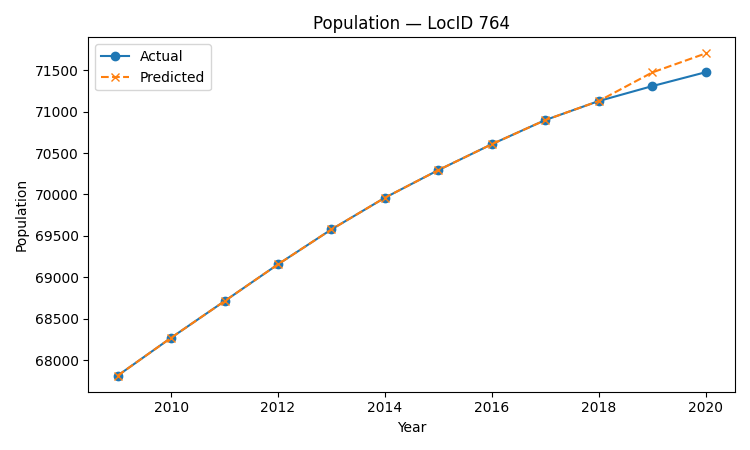 Population — LocID 764
Actual
Predicted
71500
71000
70500
70000
69500
69000
68500
68000
Population
2010 2012 2014 2016 2018 2020
Year